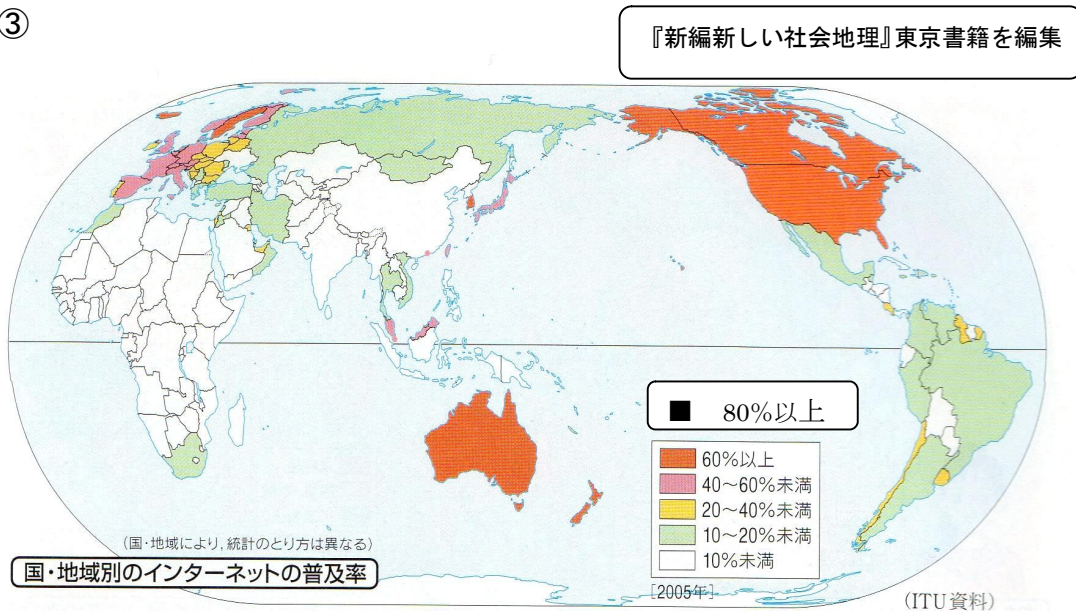 ③
『新編新しい社会地理』東京書籍を編集
■ 80%以上
60%以上
40～60%未満
20～40%未満
10～20%未満
10%未満
[2005年]
(国・地域により,統計のとり方は異なる)
国・地域別のインターネットの普及率
(ITU資料)